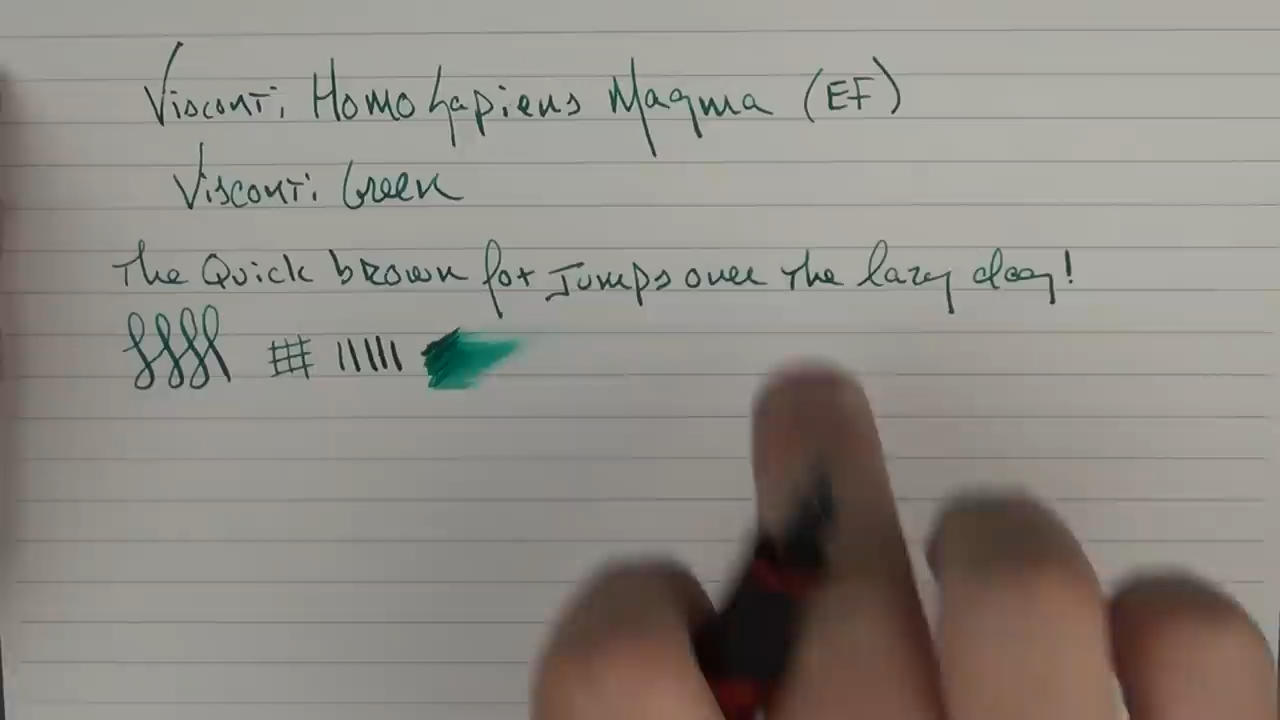 Visconti Homo Sapiens Magma (EF)
Visconti Green
The Quick brown fox Jumps over the lazy dog!